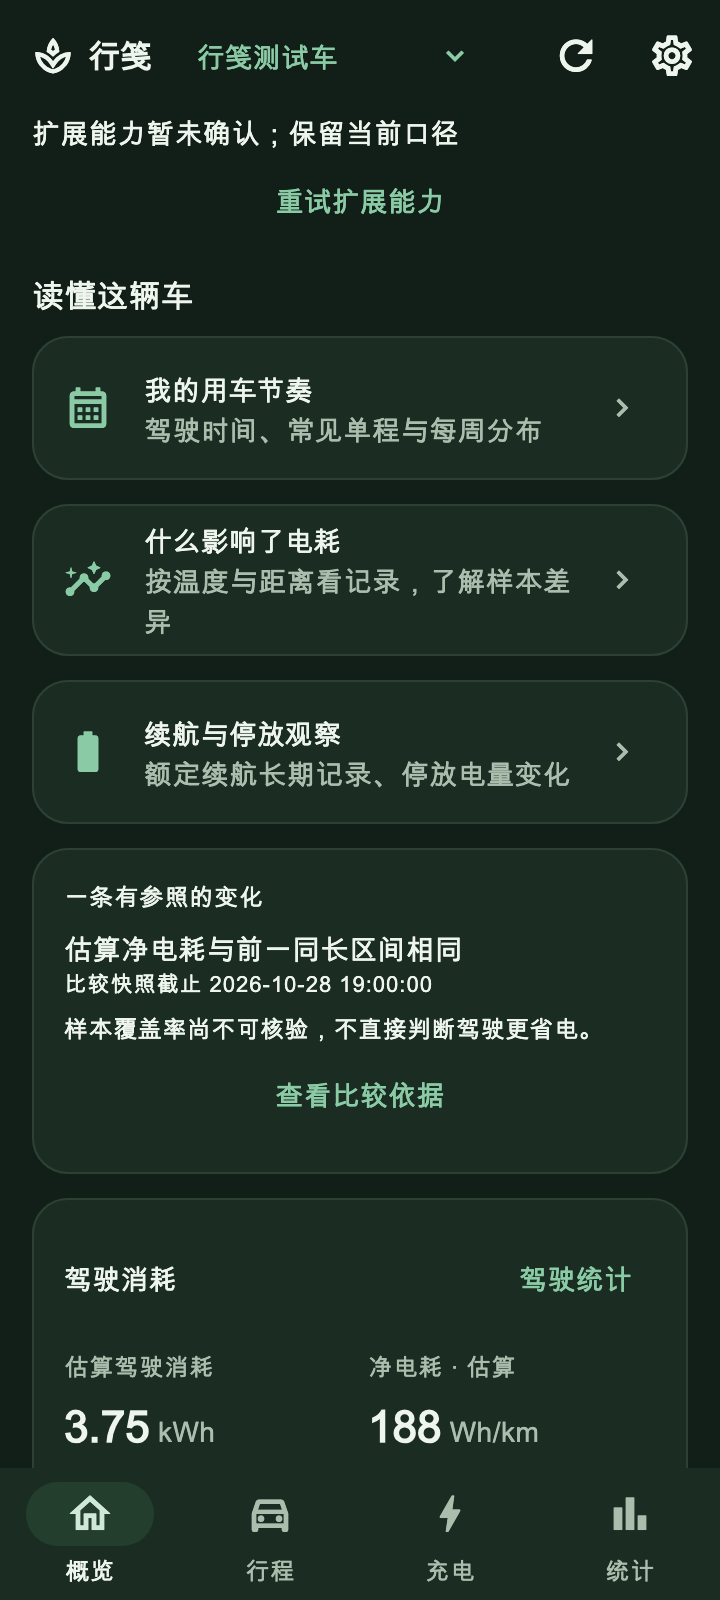 行笺 行笺测试车
扩展能力暂未确认；保留当前口径
重试扩展能力
读懂这辆车
我的用车节奏
驾驶时间、常见单程与每周分布
什么影响了电耗
按温度与距离看记录，了解样本差
异
续航与停放观察
额定续航长期记录、停放电量变化
一条有参照的变化
估算净电耗与前一同长区间相同
比较快照截止 2026-10-28 19:00:00
样本覆盖率尚不可核验，不直接判断驾驶更省电。
查看比较依据
驾驶消耗 驾驶统计
估算驾驶消耗 净电耗 · 估算
3.75 kWh 188 Wh/km
概览 行程 充电 统计